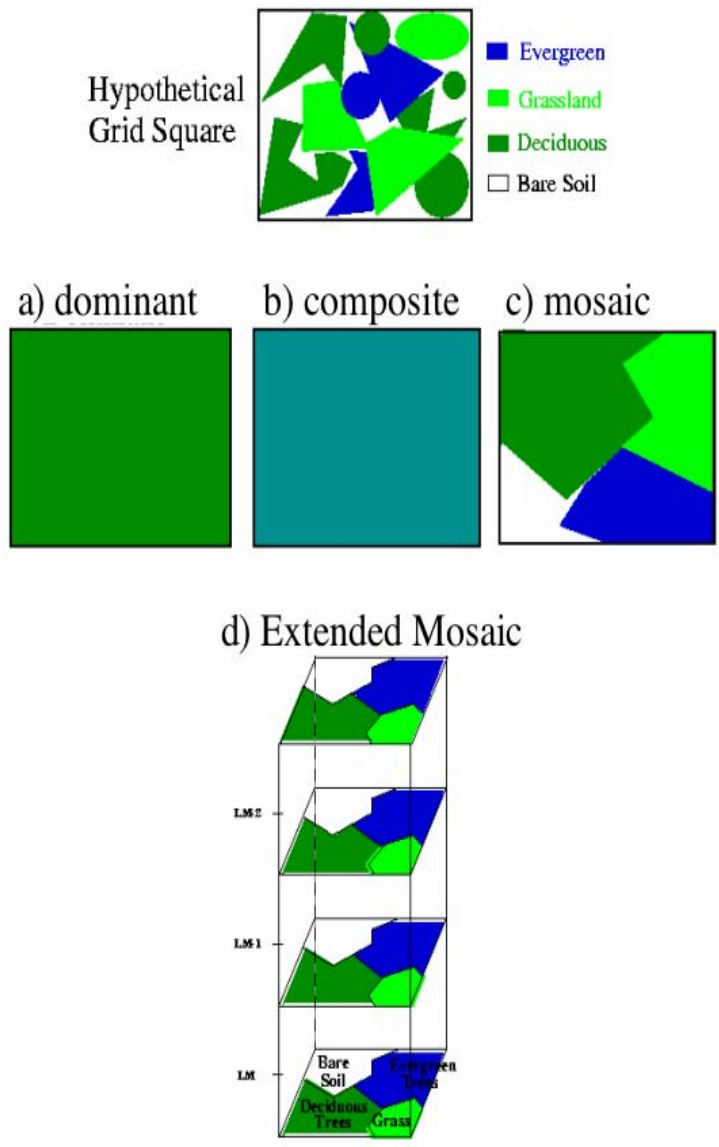 Hypothetical
Grid Square
Evergreen
Grassland
Deciduous
Bare Soil
a) dominant
b) composite
c) mosaic
d) Extended Mosaic
LM-2
LM-1
LM
Bare
Soil
Evergreen
Trees
Deciduous
Trees
Grass